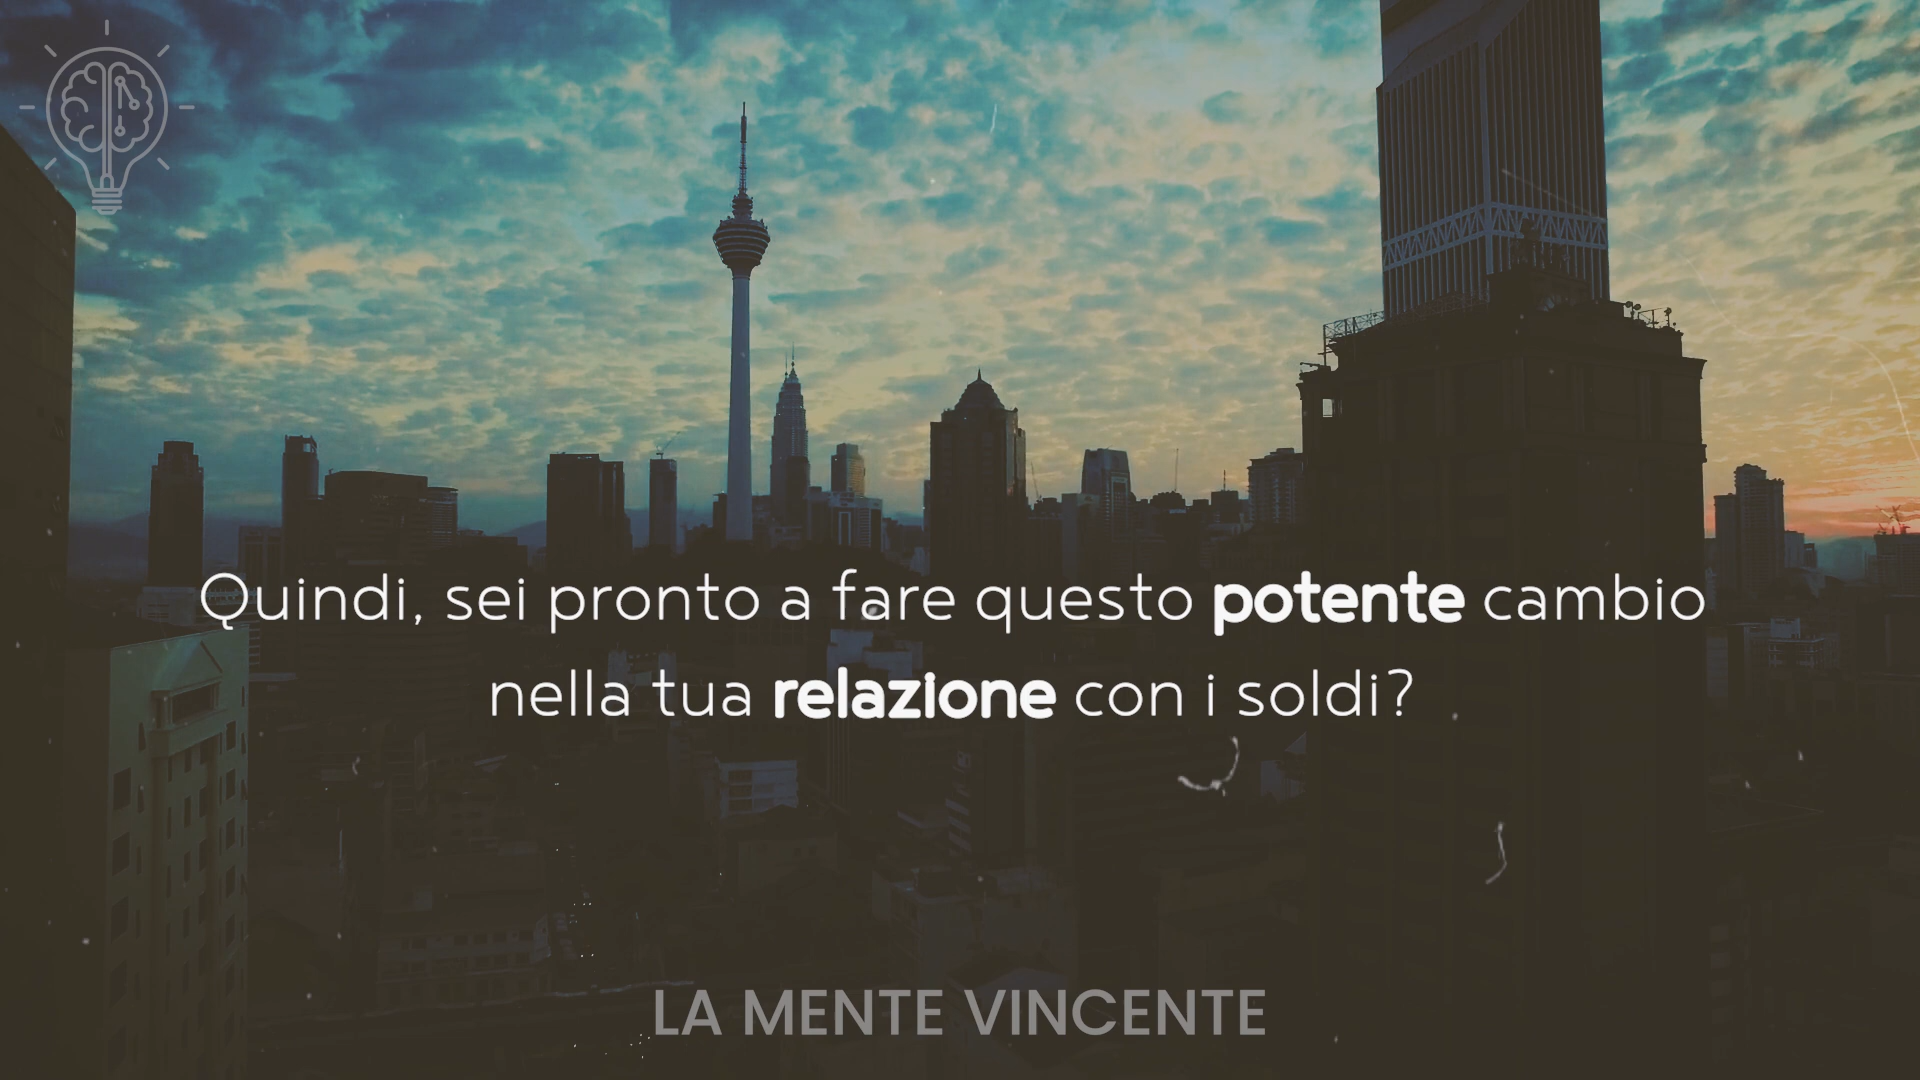 Quindi, sei pronto a fare questo potente cambio
nella tua relazione con i soldi?
LA MENTE VINCENTE